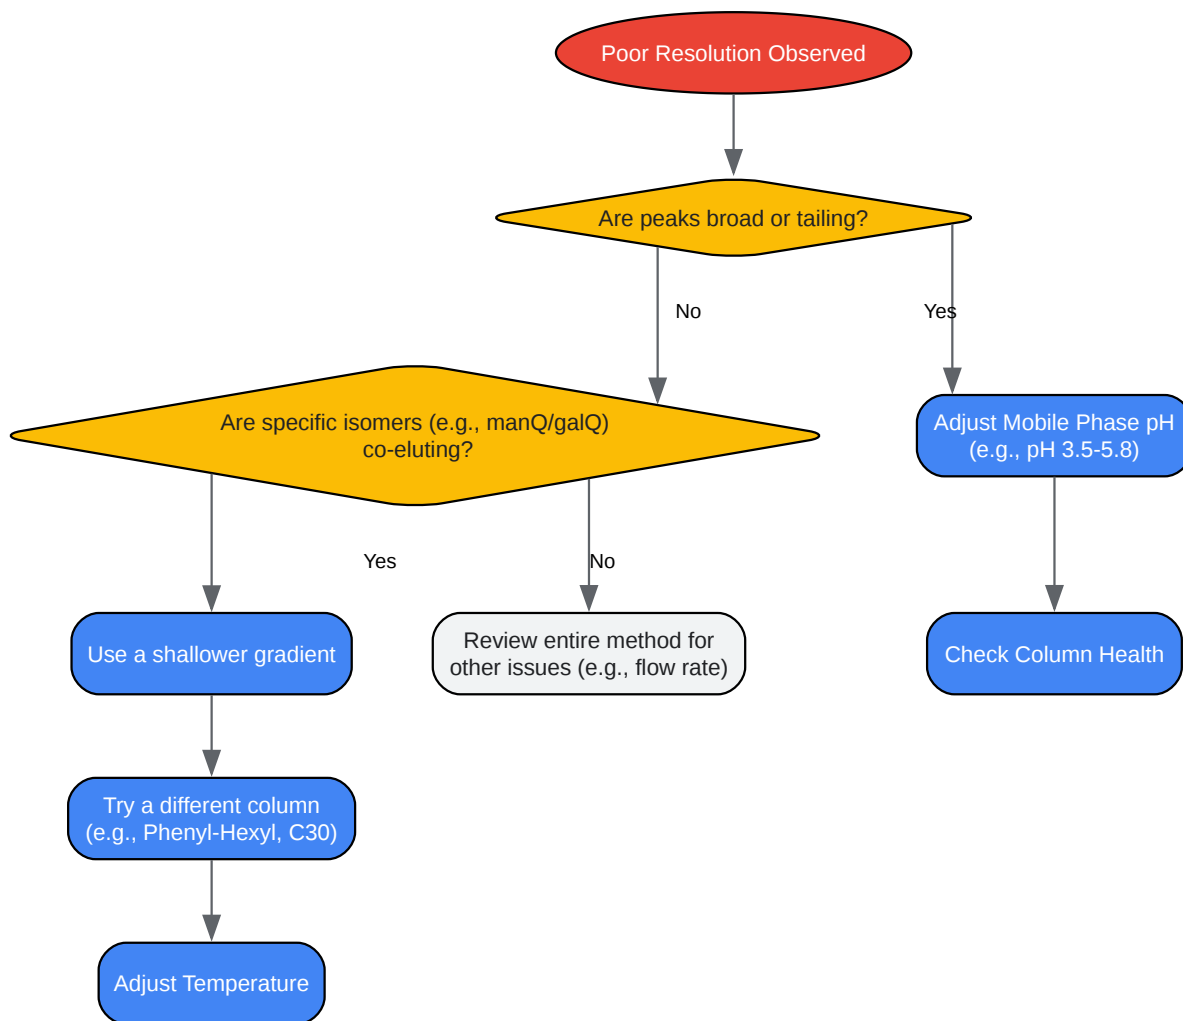 Poor Resolution Observed
Are peaks broad or tailing?
No
Yes
Are specific isomers (e.g., manQ/galQ)
co-eluting?
Adjust Mobile Phase pH
(e.g., pH 3.5-5.8)
Yes
No
Use a shallower gradient
Review entire method for
other issues (e.g., flow rate)
Check Column Health
Try a different column
(e.g., Phenyl-Hexyl, C30)
Adjust Temperature